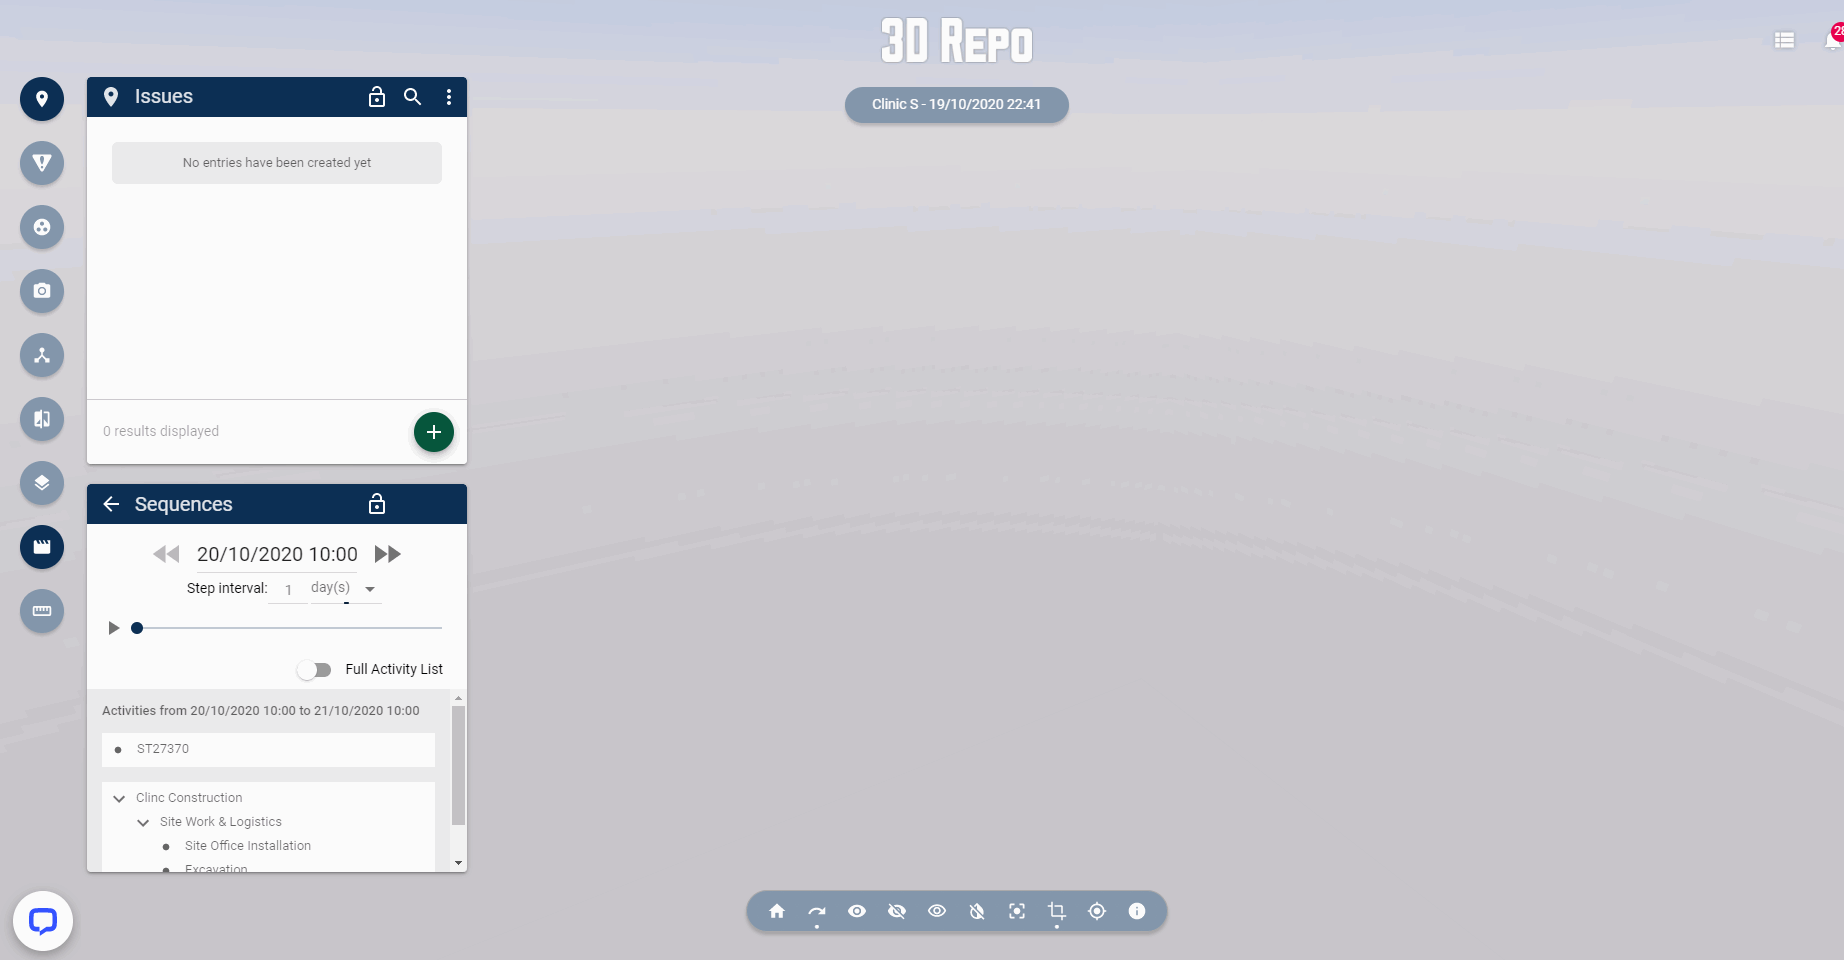 3D REPO
28
Clinic S - 19/10/2020 22:41
Issues
No entries have been created yet
0 results displayed
Sequences
20/10/2020 10:00
Step interval: 1 day(s)
Full Activity List
Activities from 20/10/2020 10:00 to 21/10/2020 10:00
ST27370
Clinc Construction
Site Work & Logistics
Site Office Installation
Excavation